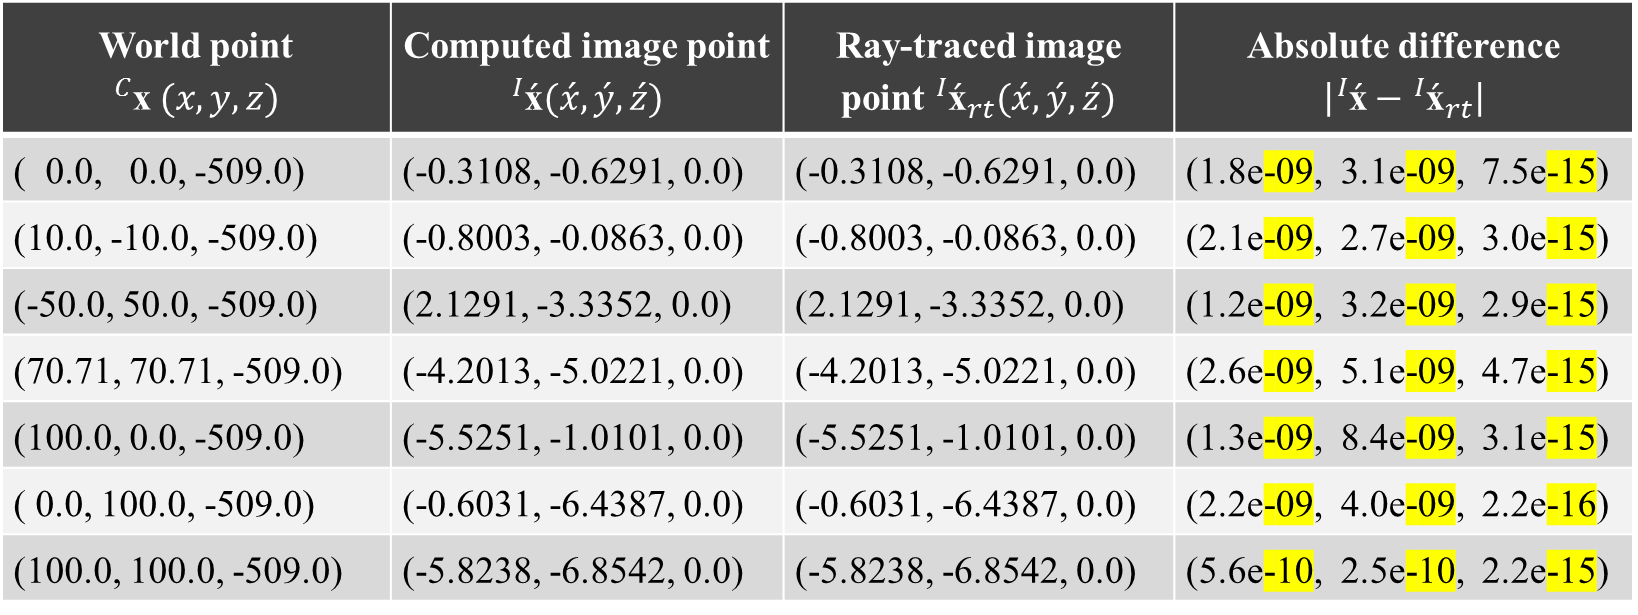 World point
ᶜ𝐱 (x, y, z)
Computed image point
ᴵ𝐱́(x́, ý, ź)
Ray-traced image
point ᴵ𝐱́ᵣₜ(x́, ý, ź)
Absolute difference
|ᴵ𝐱́ − ᴵ𝐱́ᵣₜ|
( 0.0, 0.0, -509.0) (-0.3108, -0.6291, 0.0) (-0.3108, -0.6291, 0.0) (1.8e-09, 3.1e-09, 7.5e-15)
(10.0, -10.0, -509.0) (-0.8003, -0.0863, 0.0) (-0.8003, -0.0863, 0.0) (2.1e-09, 2.7e-09, 3.0e-15)
(-50.0, 50.0, -509.0) (2.1291, -3.3352, 0.0) (2.1291, -3.3352, 0.0) (1.2e-09, 3.2e-09, 2.9e-15)
(70.71, 70.71, -509.0) (-4.2013, -5.0221, 0.0) (-4.2013, -5.0221, 0.0) (2.6e-09, 5.1e-09, 4.7e-15)
(100.0, 0.0, -509.0) (-5.5251, -1.0101, 0.0) (-5.5251, -1.0101, 0.0) (1.3e-09, 8.4e-09, 3.1e-15)
( 0.0, 100.0, -509.0) (-0.6031, -6.4387, 0.0) (-0.6031, -6.4387, 0.0) (2.2e-09, 4.0e-09, 2.2e-16)
(100.0, 100.0, -509.0) (-5.8238, -6.8542, 0.0) (-5.8238, -6.8542, 0.0) (5.6e-10, 2.5e-10, 2.2e-15)